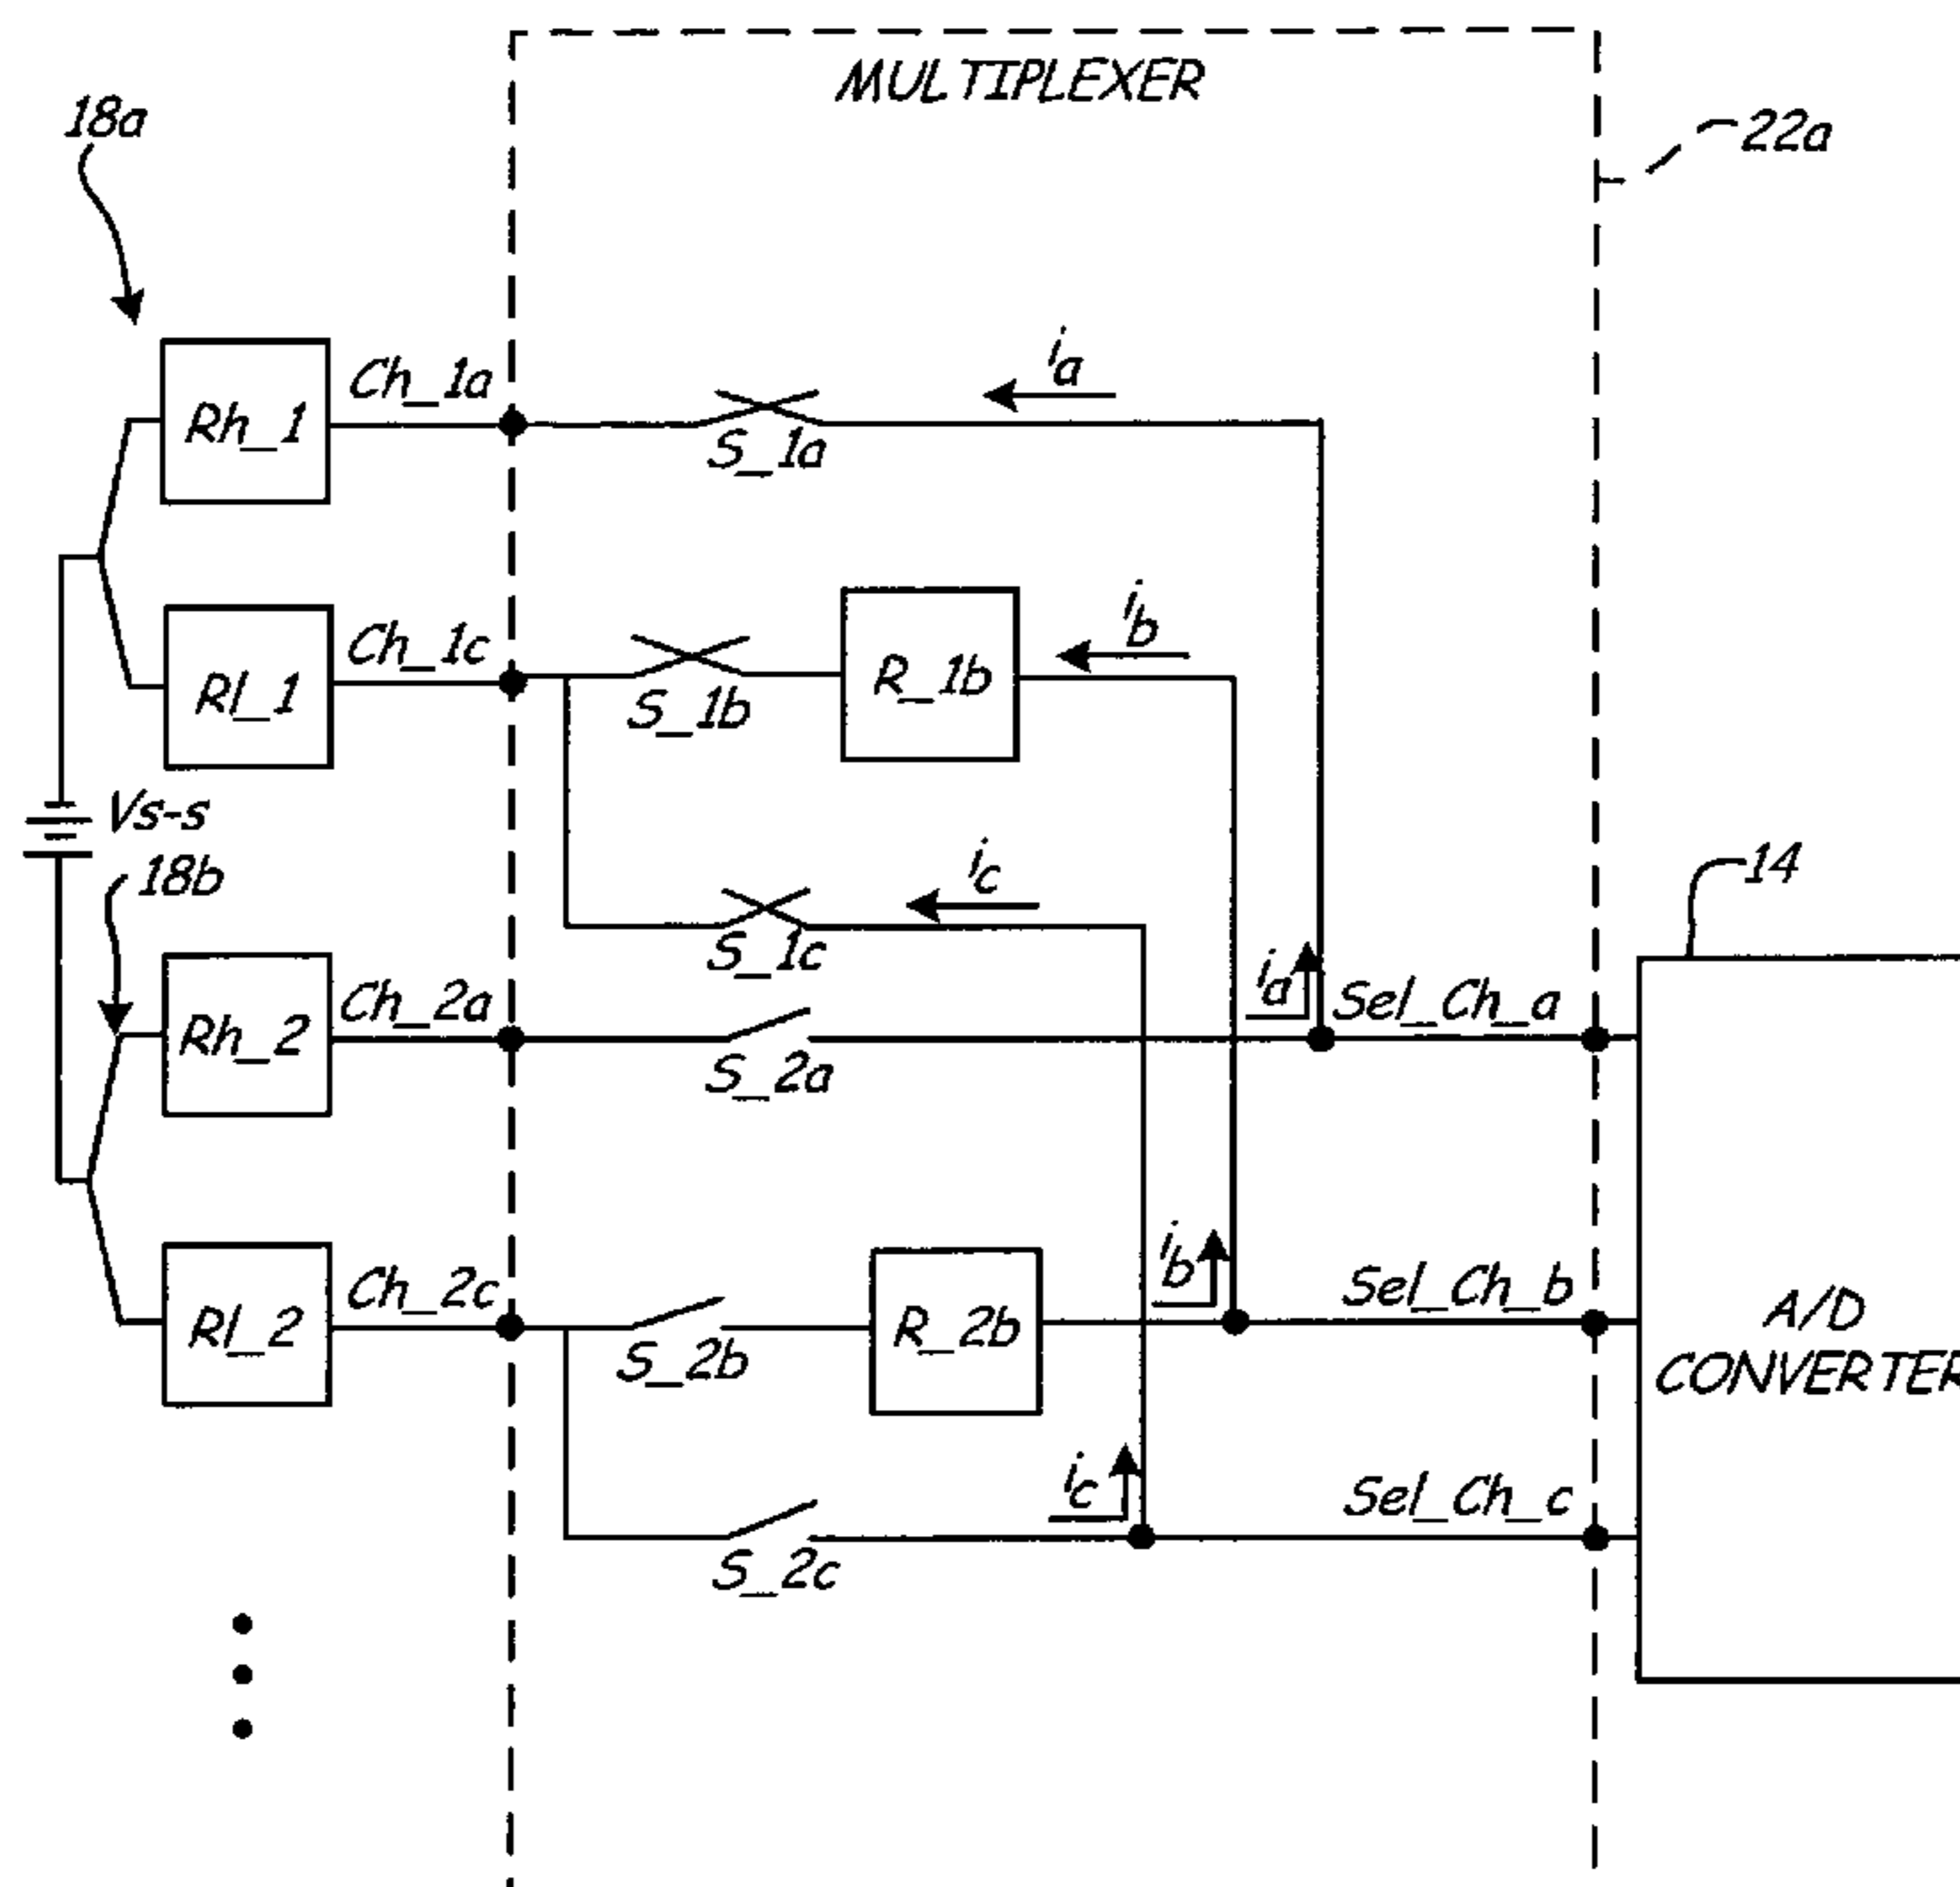 MULTIPLEXER
18a
22a
Rh_1
Ch_1a
S_1a
ia
Rl_1
Ch_1c
S_1b
R_1b
ib
Vs-s
18b
S_1c
ic
14
Rh_2
Ch_2a
S_2a
ia
Sel_Ch_a
Rl_2
Ch_2c
S_2b
R_2b
ib
Sel_Ch_b
A/D
CONVERTER
S_2c
ic
Sel_Ch_c